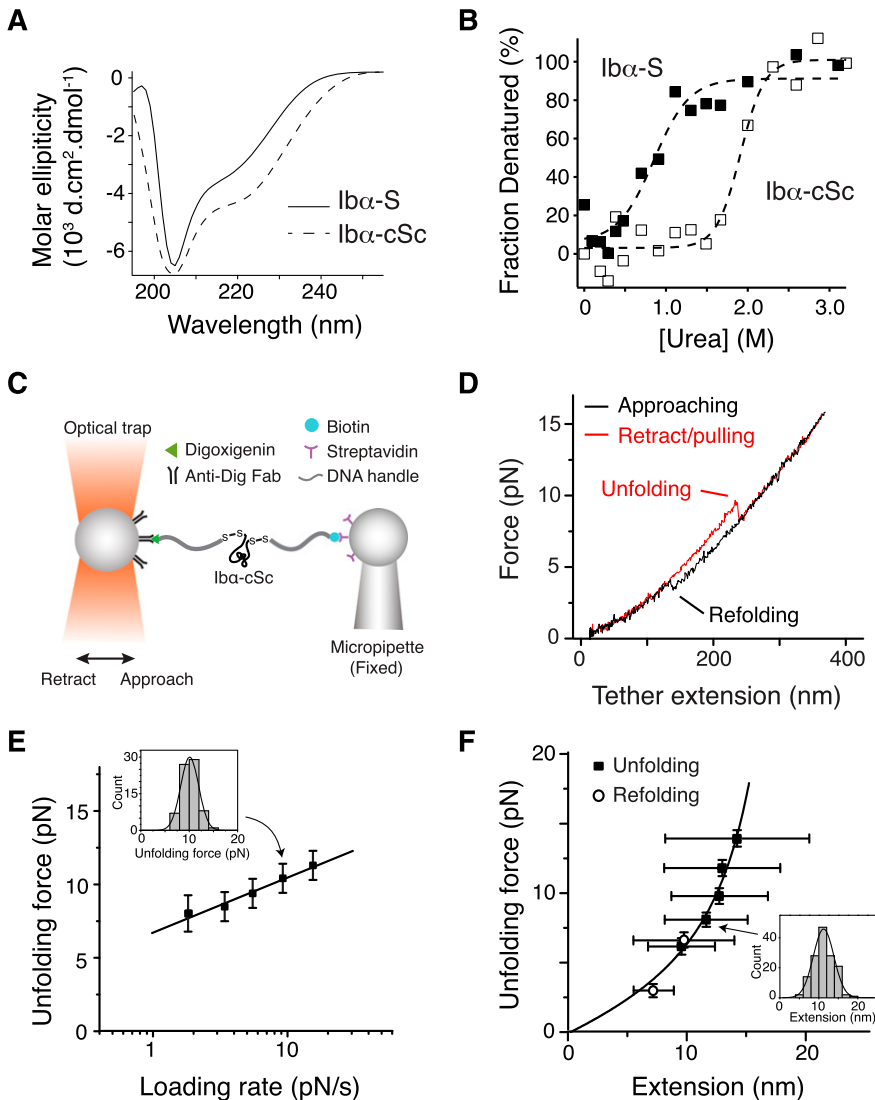 A
0
-2
-4
-6
Molar ellipticity
(10³ d.cm².dmol⁻¹)
Ibα-S
Ibα-cSc
200
220
240
Wavelength (nm)
B
100
80
60
40
20
0
Fraction Denatured (%)
Ibα-S
Ibα-cSc
0
1.0
2.0
3.0
[Urea] (M)
C
Optical trap
Digoxigenin
Anti-Dig Fab
Biotin
Streptavidin
DNA handle
S
S
S
S
Ibα-cSc
Micropipette
(Fixed)
Retract
Approach
D
Approaching
Retract/pulling
Unfolding
Refolding
15
10
5
0
Force (pN)
0
200
400
Tether extension (nm)
E
30
15
0
Count
0
10
20
Unfolding force (pN)
15
10
5
0
Unfolding force (pN)
1
10
Loading rate (pN/s)
F
Unfolding
Refolding
20
10
0
Unfolding force (pN)
40
20
0
Count
0
20
Extension (nm)
0
10
20
Extension (nm)